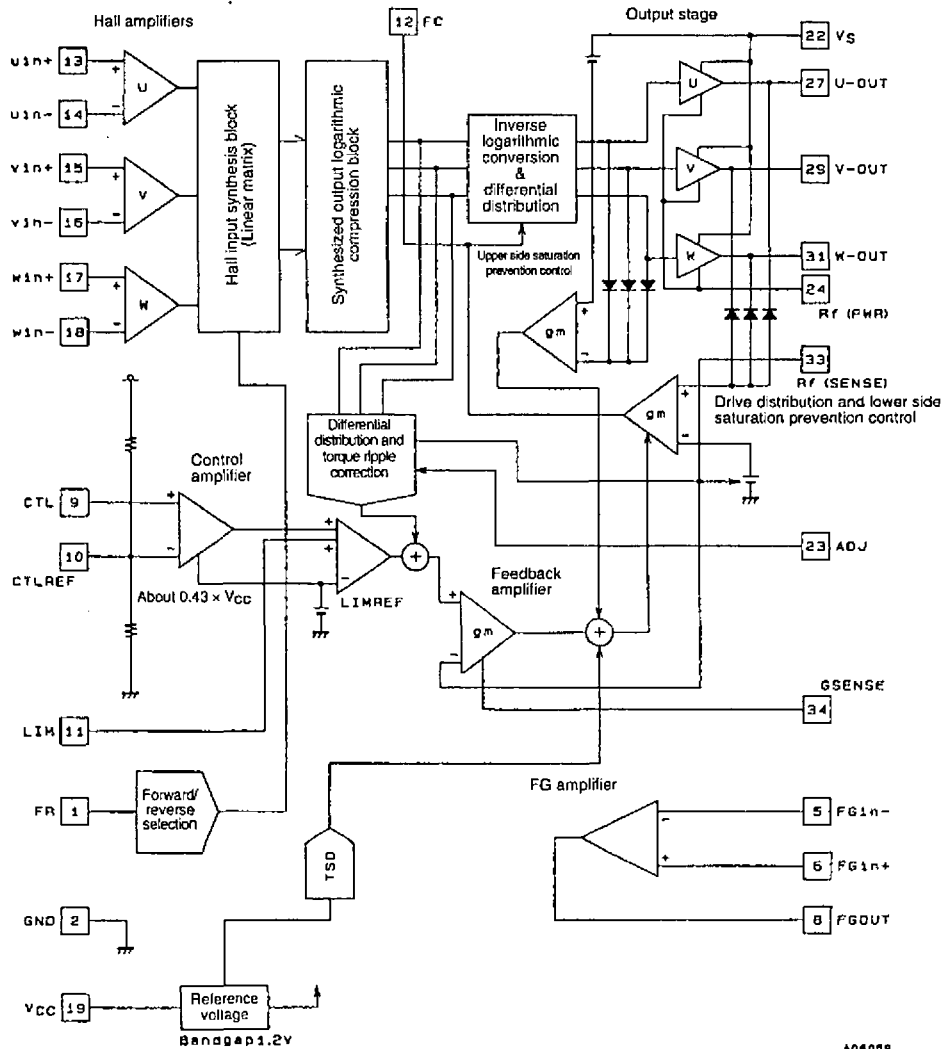 Hall amplifiers
12 FC
Output stage
22 VS
uin+ 13
+
U
-
uin- 14
U
27 U-OUT
Hall input synthesis block
(Linear matrix)
Synthesized output logarithmic
compression block
Inverse
logarithmic
conversion
&
differential
distribution
vin+ 15
+
V
-
vin- 16
V
29 V-OUT
win+ 17
+
W
-
win- 18
W
31 W-OUT
Upper side saturation
prevention control
24
Rf (PWR)
+
gm
-
33
Rf (SENSE)
+
gm
-
Drive distribution and lower side
saturation prevention control
Differential
distribution and
torque ripple
correction
Control
amplifier
CTL 9
+
-
10
CTLREF
About 0.43 × VCC
+
+
-
LIMREF
+
23 ADJ
Feedback
amplifier
+
gm
-
+
GSENSE
34
LIM 11
FR 1
Forward/
reverse
selection
FG amplifier
5 FGin-
-
+
6 FGin+
TSD
GND 2
8 FGOUT
VCC 19
Reference
voltage
Bandgap1.2V